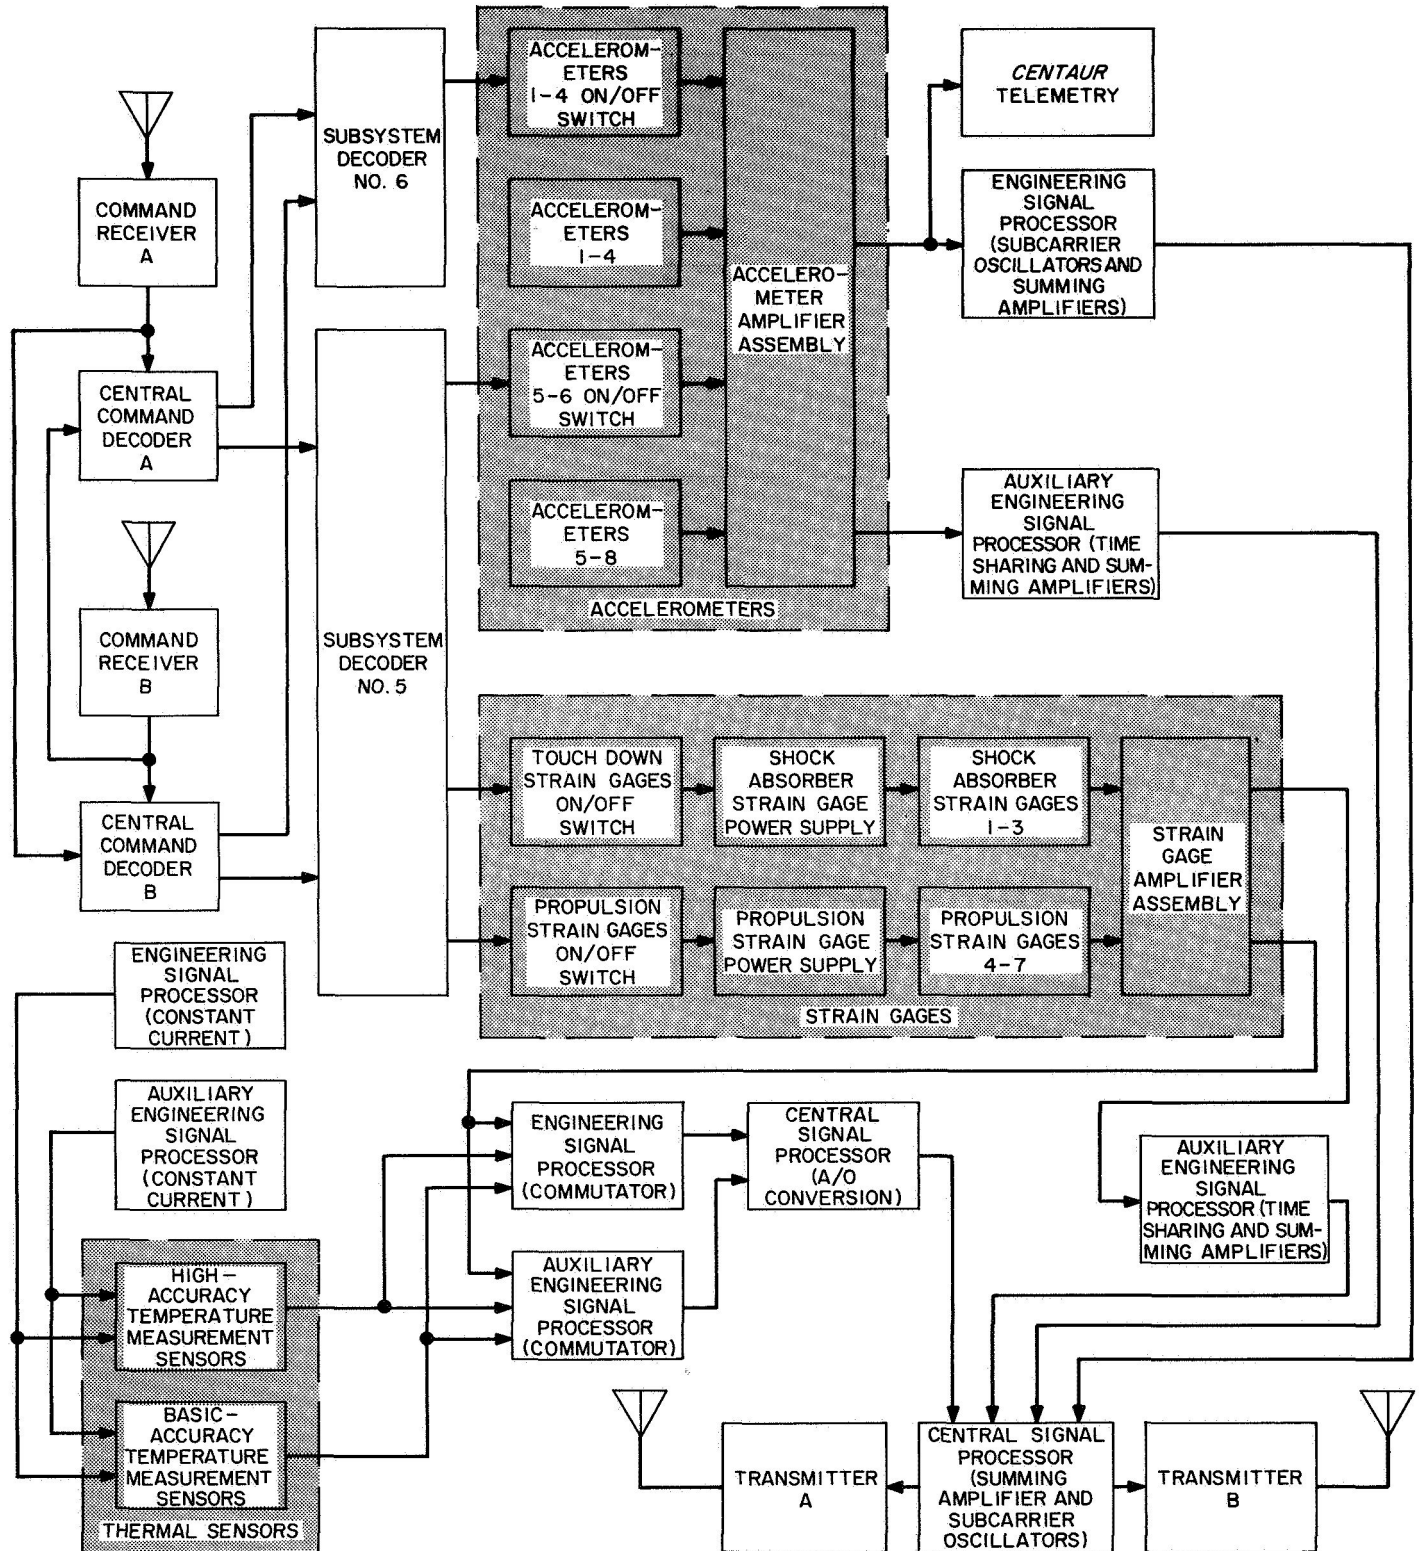 COMMAND
RECEIVER
A
CENTRAL
COMMAND
DECODER
A
COMMAND
RECEIVER
B
CENTRAL
COMMAND
DECODER
B
SUBSYSTEM
DECODER
NO. 6
SUBSYSTEM
DECODER
NO. 5
ACCELEROM-
ETERS
1-4 ON/OFF
SWITCH
ACCELEROM-
ETERS
1-4
ACCELEROM-
ETERS
5-6 ON/OFF
SWITCH
ACCELEROM-
ETERS
5-8
ACCELERO-
METER
AMPLIFIER
ASSEMBLY
ACCELEROMETERS
CENTAUR
TELEMETRY
ENGINEERING
SIGNAL
PROCESSOR
(SUBCARRIER
OSCILLATORS AND
SUMMING
AMPLIFIERS)
AUXILIARY
ENGINEERING
SIGNAL
PROCESSOR (TIME
SHARING AND SUM-
MING AMPLIFIERS)
TOUCH DOWN
STRAIN GAGES
ON/OFF
SWITCH
SHOCK
ABSORBER
STRAIN GAGE
POWER SUPPLY
SHOCK
ABSORBER
STRAIN GAGES
1-3
STRAIN
GAGE
AMPLIFIER
ASSEMBLY
PROPULSION
STRAIN GAGES
ON/OFF
SWITCH
PROPULSION
STRAIN GAGE
POWER SUPPLY
PROPULSION
STRAIN GAGES
4-7
STRAIN GAGES
ENGINEERING
SIGNAL
PROCESSOR
(CONSTANT
CURRENT)
AUXILIARY
ENGINEERING
SIGNAL
PROCESSOR
(CONSTANT
CURRENT)
HIGH-
ACCURACY
TEMPERATURE
MEASUREMENT
SENSORS
BASIC-
ACCURACY
TEMPERATURE
MEASUREMENT
SENSORS
THERMAL SENSORS
ENGINEERING
SIGNAL
PROCESSOR
(COMMUTATOR)
AUXILIARY
ENGINEERING
SIGNAL
PROCESSOR
(COMMUTATOR)
CENTRAL
SIGNAL
PROCESSOR
(A/O
CONVERSION)
AUXILIARY
ENGINEERING
SIGNAL
PROCESSOR (TIME
SHARING AND SUM-
MING AMPLIFIERS)
TRANSMITTER
A
CENTRAL SIGNAL
PROCESSOR
(SUMMING
AMPLIFIER AND
SUBCARRIER
OSCILLATORS)
TRANSMITTER
B